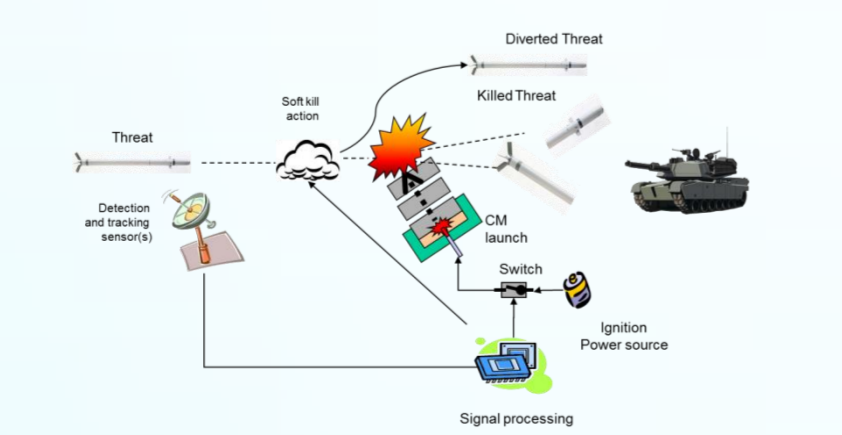 Diverted Threat
Soft kill
action
Killed Threat
Threat
Detection
and tracking
sensor(s)
CM
launch
Switch
Ignition
Power source
Signal processing